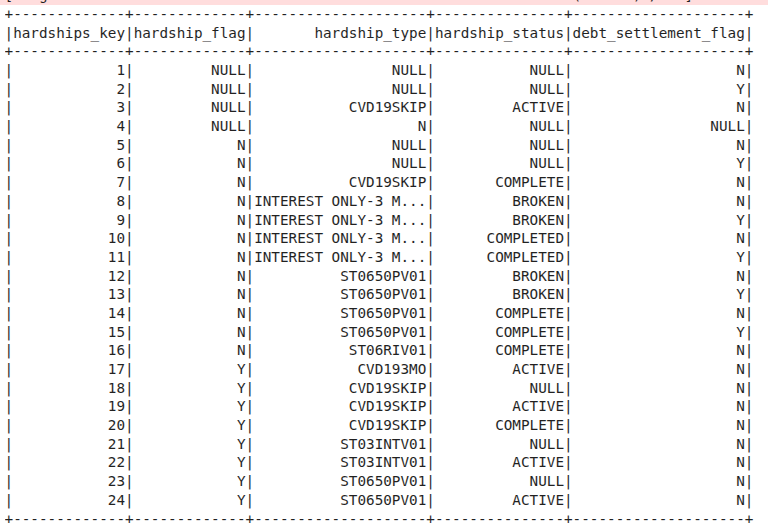 +-------------+-------------+--------------------+---------------+--------------------+
|hardships_key|hardship_flag|       hardship_type|hardship_status|debt_settlement_flag|
+-------------+-------------+--------------------+---------------+--------------------+
|            1|         NULL|                NULL|           NULL|                   N|
|            2|         NULL|                NULL|           NULL|                   Y|
|            3|         NULL|           CVD19SKIP|         ACTIVE|                   N|
|            4|         NULL|                   N|           NULL|                NULL|
|            5|            N|                NULL|           NULL|                   N|
|            6|            N|                NULL|           NULL|                   Y|
|            7|            N|           CVD19SKIP|       COMPLETE|                   N|
|            8|            N|INTEREST ONLY-3 M...|         BROKEN|                   N|
|            9|            N|INTEREST ONLY-3 M...|         BROKEN|                   Y|
|           10|            N|INTEREST ONLY-3 M...|      COMPLETED|                   N|
|           11|            N|INTEREST ONLY-3 M...|      COMPLETED|                   Y|
|           12|            N|          ST0650PV01|         BROKEN|                   N|
|           13|            N|          ST0650PV01|         BROKEN|                   Y|
|           14|            N|          ST0650PV01|       COMPLETE|                   N|
|           15|            N|          ST0650PV01|       COMPLETE|                   Y|
|           16|            N|           ST06RIV01|       COMPLETE|                   N|
|           17|            Y|            CVD193MO|         ACTIVE|                   N|
|           18|            Y|           CVD19SKIP|           NULL|                   N|
|           19|            Y|           CVD19SKIP|         ACTIVE|                   N|
|           20|            Y|           CVD19SKIP|       COMPLETE|                   N|
|           21|            Y|          ST03INTV01|           NULL|                   N|
|           22|            Y|          ST03INTV01|         ACTIVE|                   N|
|           23|            Y|          ST0650PV01|           NULL|                   N|
|           24|            Y|          ST0650PV01|         ACTIVE|                   N|
+-------------+-------------+--------------------+---------------+--------------------+